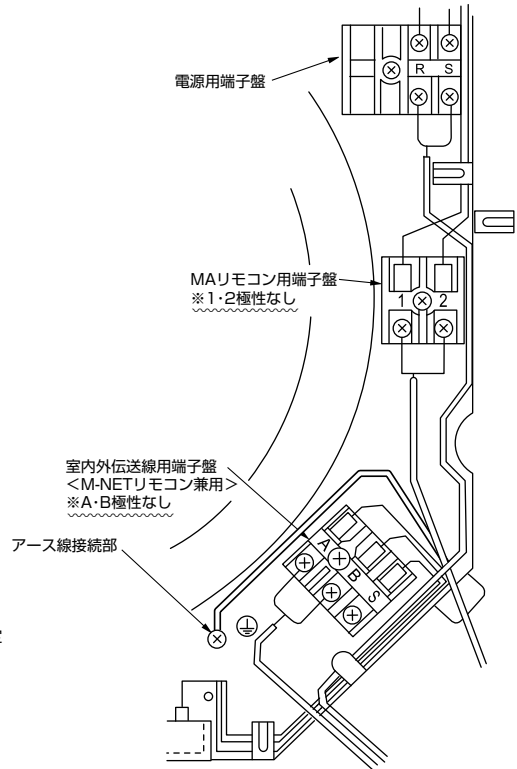 電源用端子盤
R S
MAリモコン用端子盤
※1・2極性なし
1 2
室内外伝送線用端子盤
<M-NETリモコン兼用>
※A・B極性なし
A B S
アース線接続部